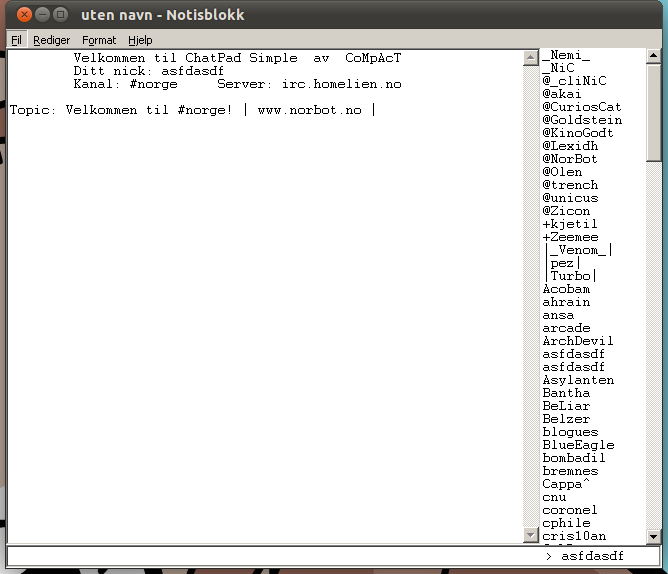 uten navn - Notisblokk
Fil Rediger Format Hjelp
Velkommen til ChatPad Simple av CoMpAcT
Ditt nick: asfdasdf
Kanal: #norge Server: irc.homelien.no
Topic: Velkommen til #norge! | www.norbot.no |
_Nemi_
_NiC
@_cliNiC
@akai
@CuriosCat
@Goldstein
@KinoGodt
@Lexidh
@NorBot
@Olen
@trench
@unicus
@Zicon
+kjetil
+Zeemee
|_Venom_|
|pez|
|Turbo|
Acobam
ahrain
ansa
arcade
ArchDevil
asfdasdf
asfdasdf
Asylanten
Bantha
BeLiar
Belzer
blogues
BlueEagle
bombadil
bremnes
Cappa^
cnu
coronel
cphile
cris10an
> asfdasdf